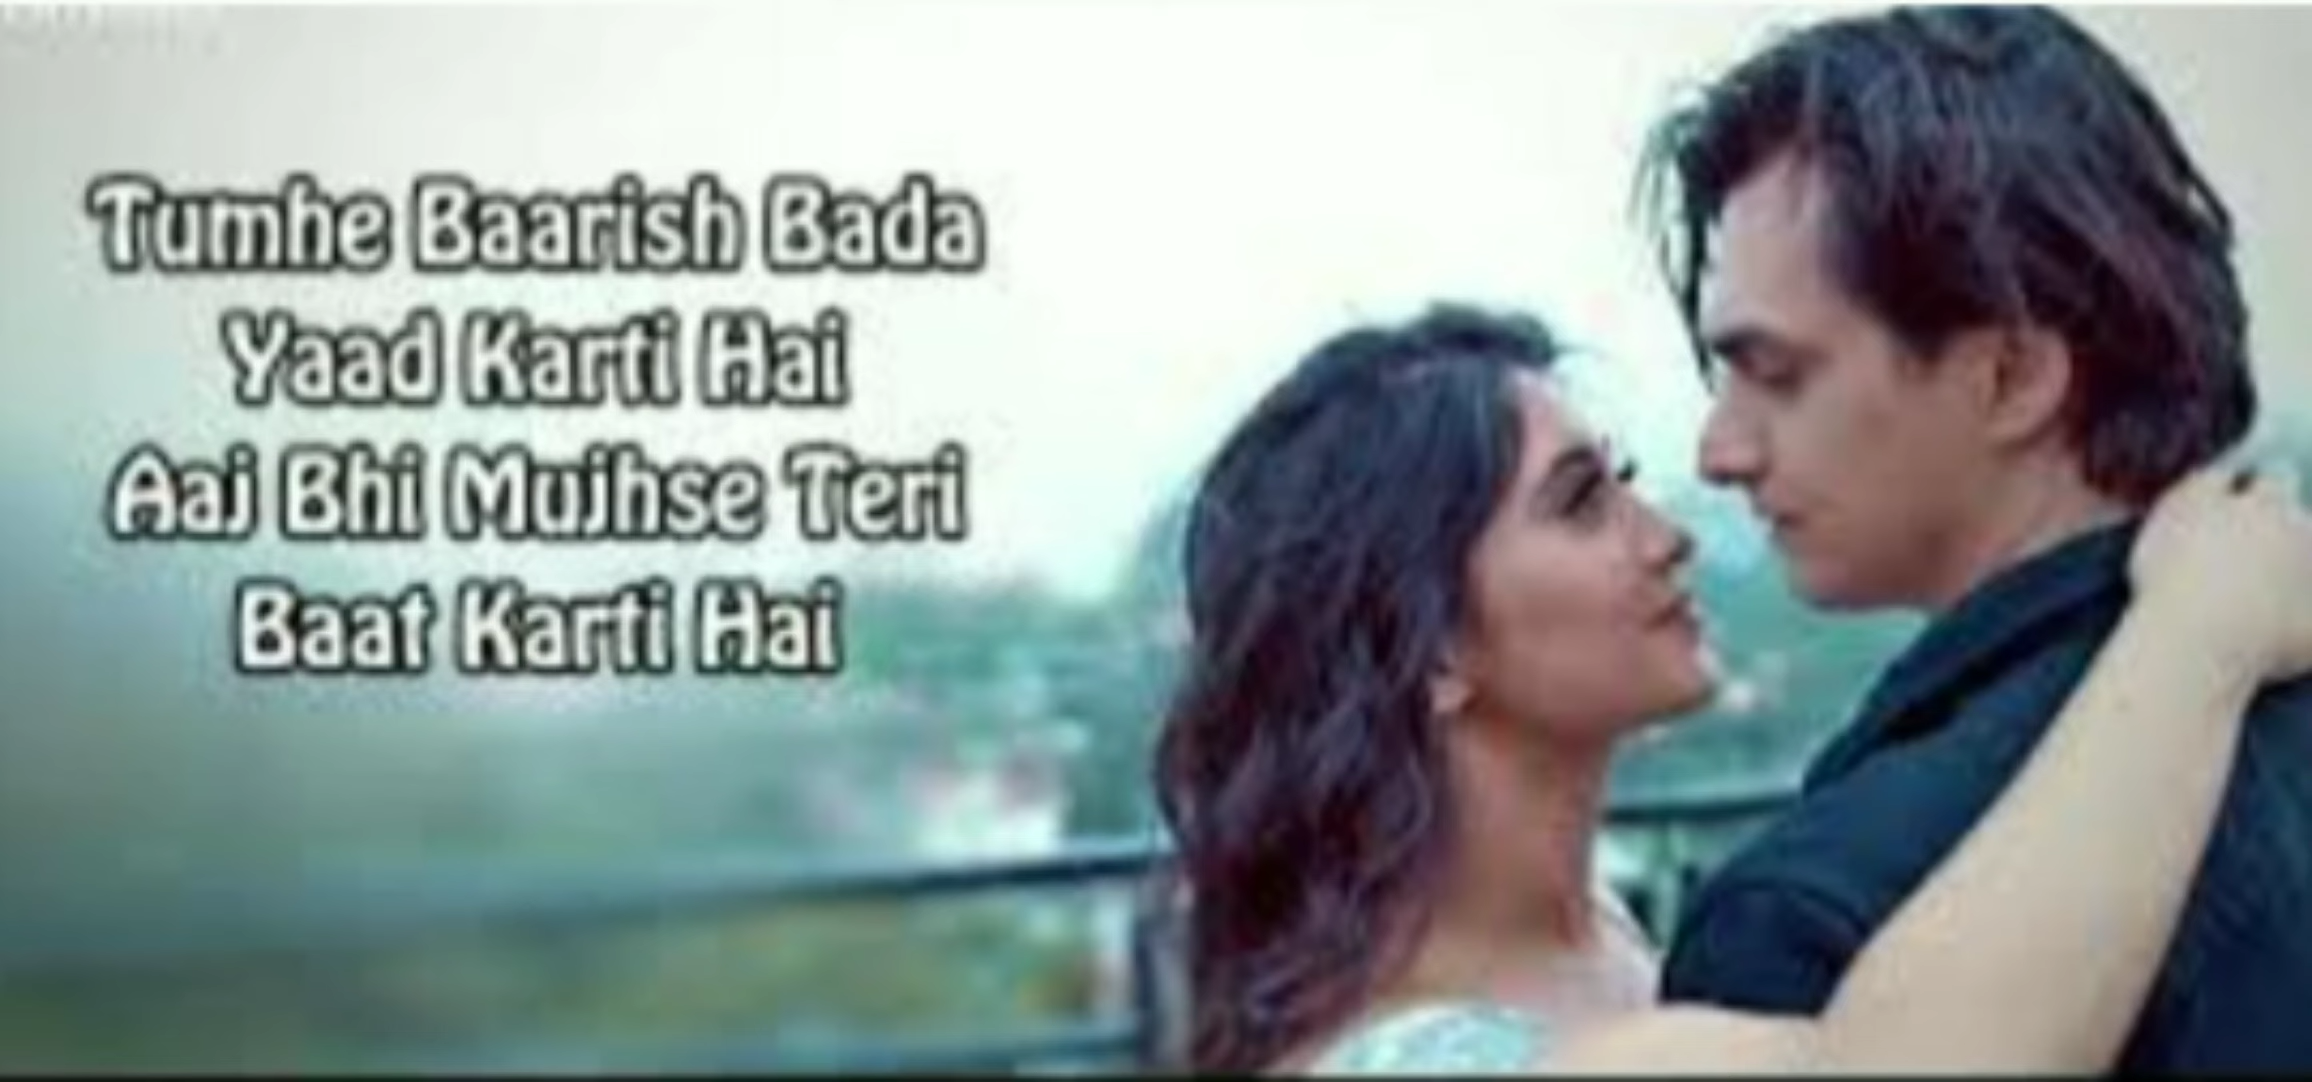 Tumhe Baarish Bada
Yaad Karti Hai
Aaj Bhi Mujhse Teri
Baat Karti Hai